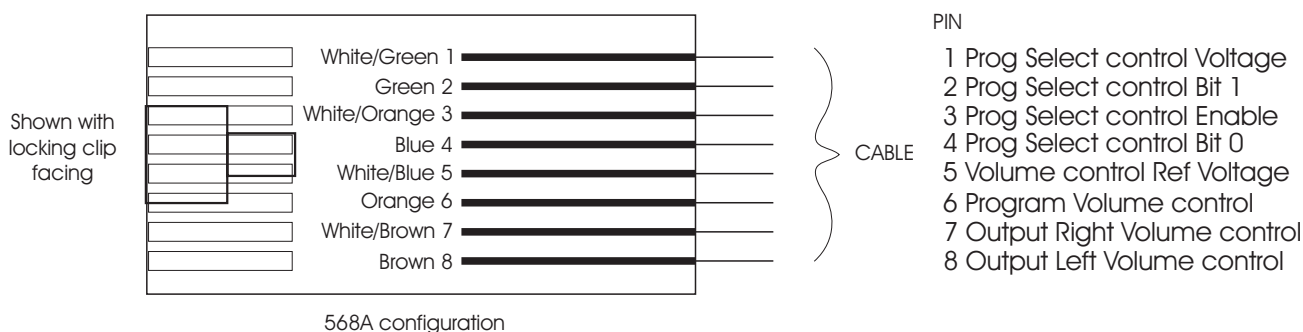 Shown with
locking clip
facing
White/Green 1
Green 2
White/Orange 3
Blue 4
White/Blue 5
Orange 6
White/Brown 7
Brown 8
568A configuration
CABLE
PIN
1 Prog Select control Voltage
2 Prog Select control Bit 1
3 Prog Select control Enable
4 Prog Select control Bit 0
5 Volume control Ref Voltage
6 Program Volume control
7 Output Right Volume control
8 Output Left Volume control